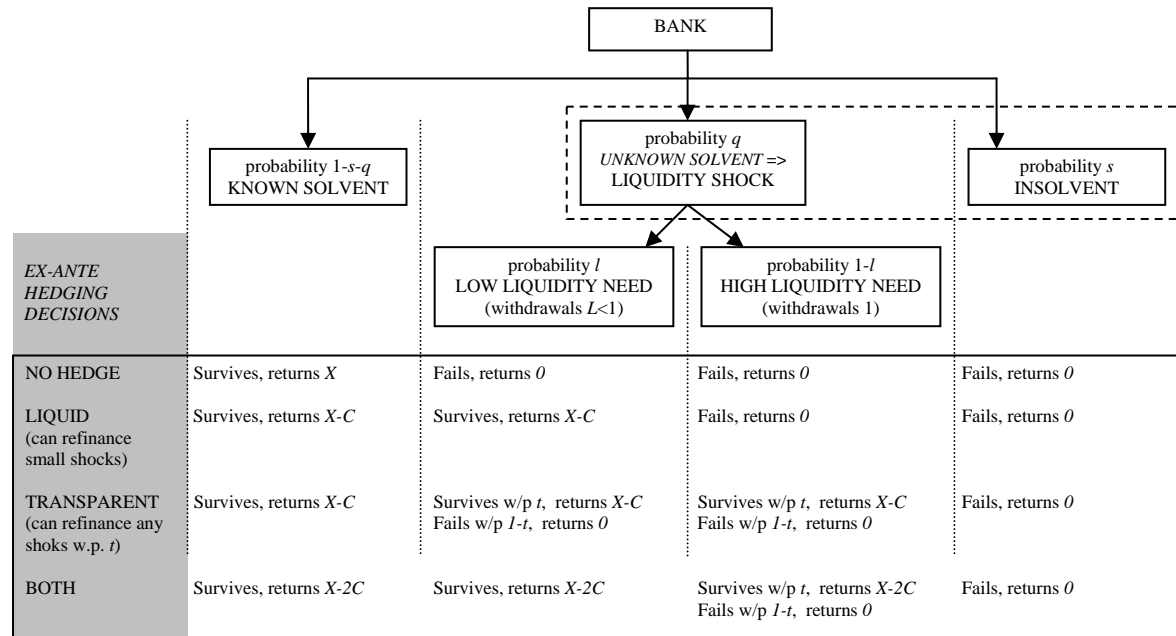 BANK
probability 1-s-q
KNOWN SOLVENT
probability q
UNKNOWN SOLVENT =>
LIQUIDITY SHOCK
probability s
INSOLVENT
EX-ANTE
HEDGING
DECISIONS
probability l
LOW LIQUIDITY NEED
(withdrawals L<1)
probability 1-l
HIGH LIQUIDITY NEED
(withdrawals 1)
NO HEDGE
Survives, returns X
Fails, returns 0
Fails, returns 0
Fails, returns 0
LIQUID
(can refinance
small shocks)
Survives, returns X-C
Survives, returns X-C
Fails, returns 0
Fails, returns 0
TRANSPARENT
(can refinance any
shoks w.p. t)
Survives, returns X-C
Survives w/p t, returns X-C
Fails w/p 1-t, returns 0
Survives w/p t, returns X-C
Fails w/p 1-t, returns 0
Fails, returns 0
BOTH
Survives, returns X-2C
Survives, returns X-2C
Survives w/p t, returns X-2C
Fails w/p 1-t, returns 0
Fails, returns 0